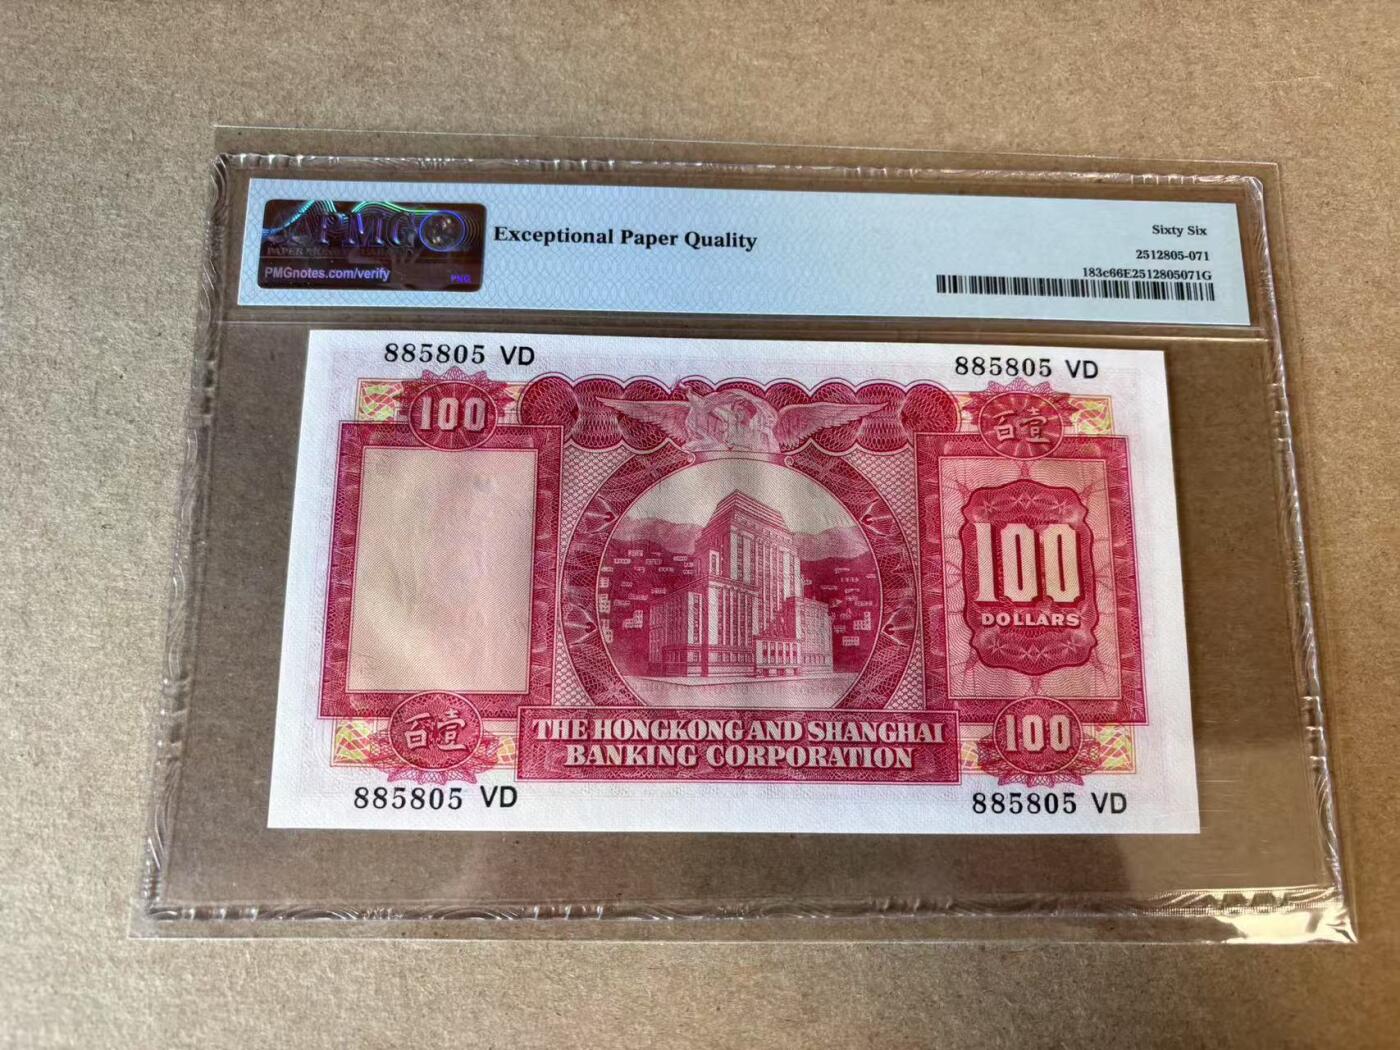 PMG
PMGnotes.com/verify
PNG
Exceptional Paper Quality
Sixty Six
2512805-071
183c66E2512805071G
885805 VD
885805 VD
100
百壹
100
DOLLARS
百壹
THE HONGKONG AND SHANGHAI
BANKING CORPORATION
100
885805 VD
885805 VD